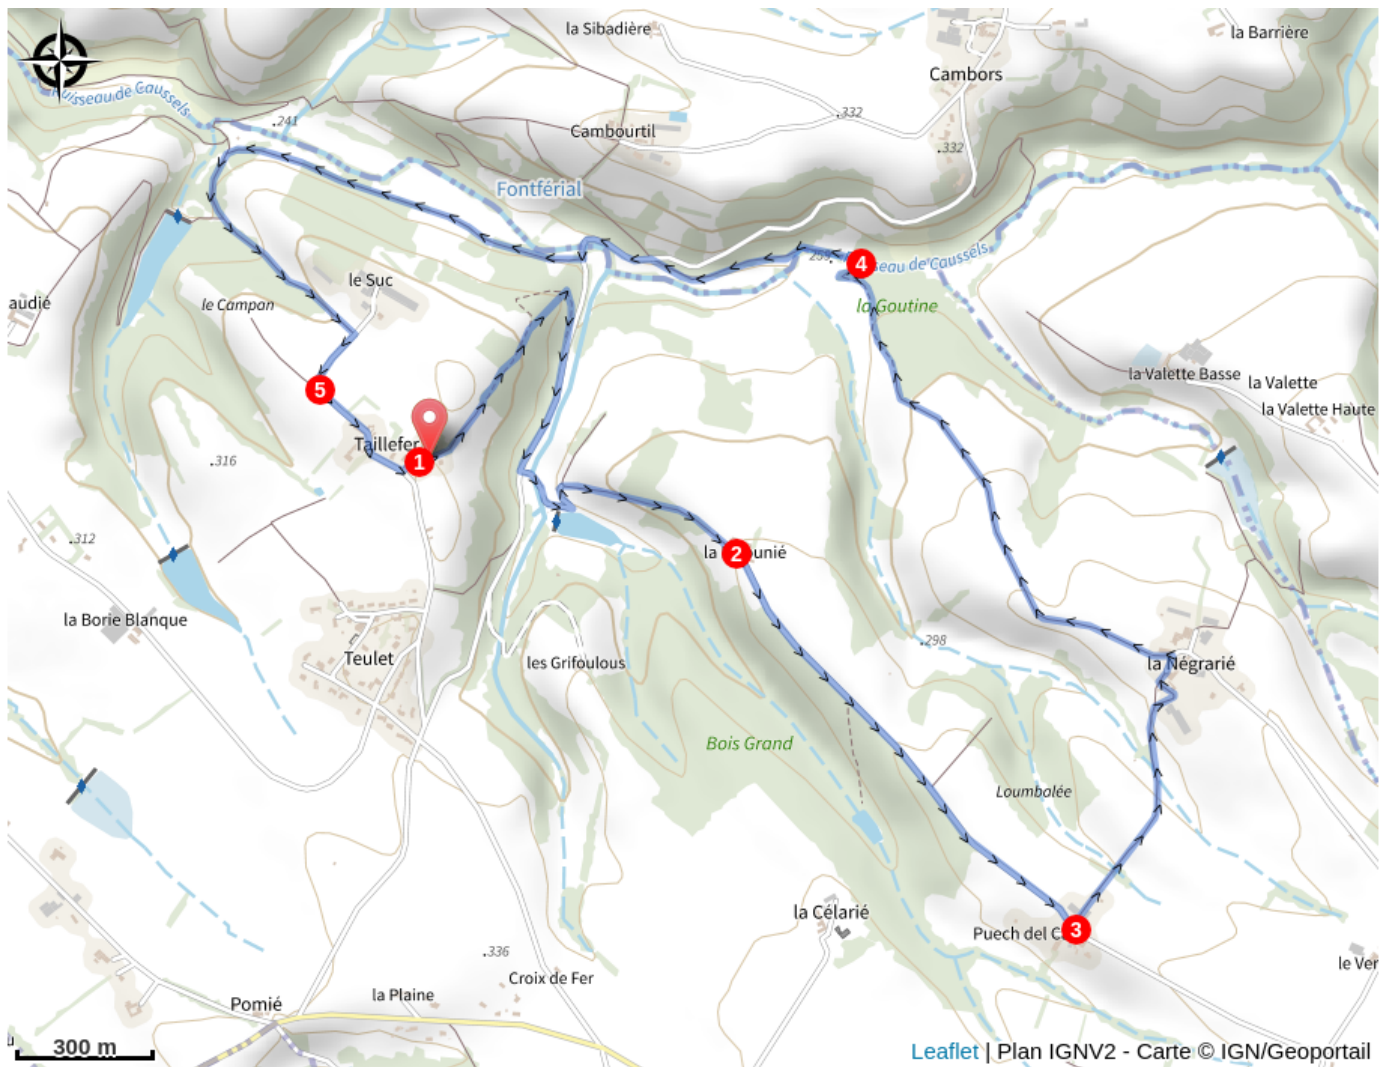 la Sibadière
la Barrière
Cambors
Ruisseau de Caussels
.241
.332
Cambourtil
.332
Fontférial
4
de Caussels
le Suc
le Campan
la Goutine
audié
la Valette Basse
la Valette
la Valette Haute
5
Taillefer
1
.316
.312
la
2
unié
la Borie Blanque
.298
Teulet
les Grifoulous
la Négrarié
Bois Grand
Loumbalée
la Célarié
Puech del
3
.336
le Ver
Croix de Fer
la Plaine
Pomié
300 m
Leaflet | Plan IGNV2 - Carte © IGN/Geoportail